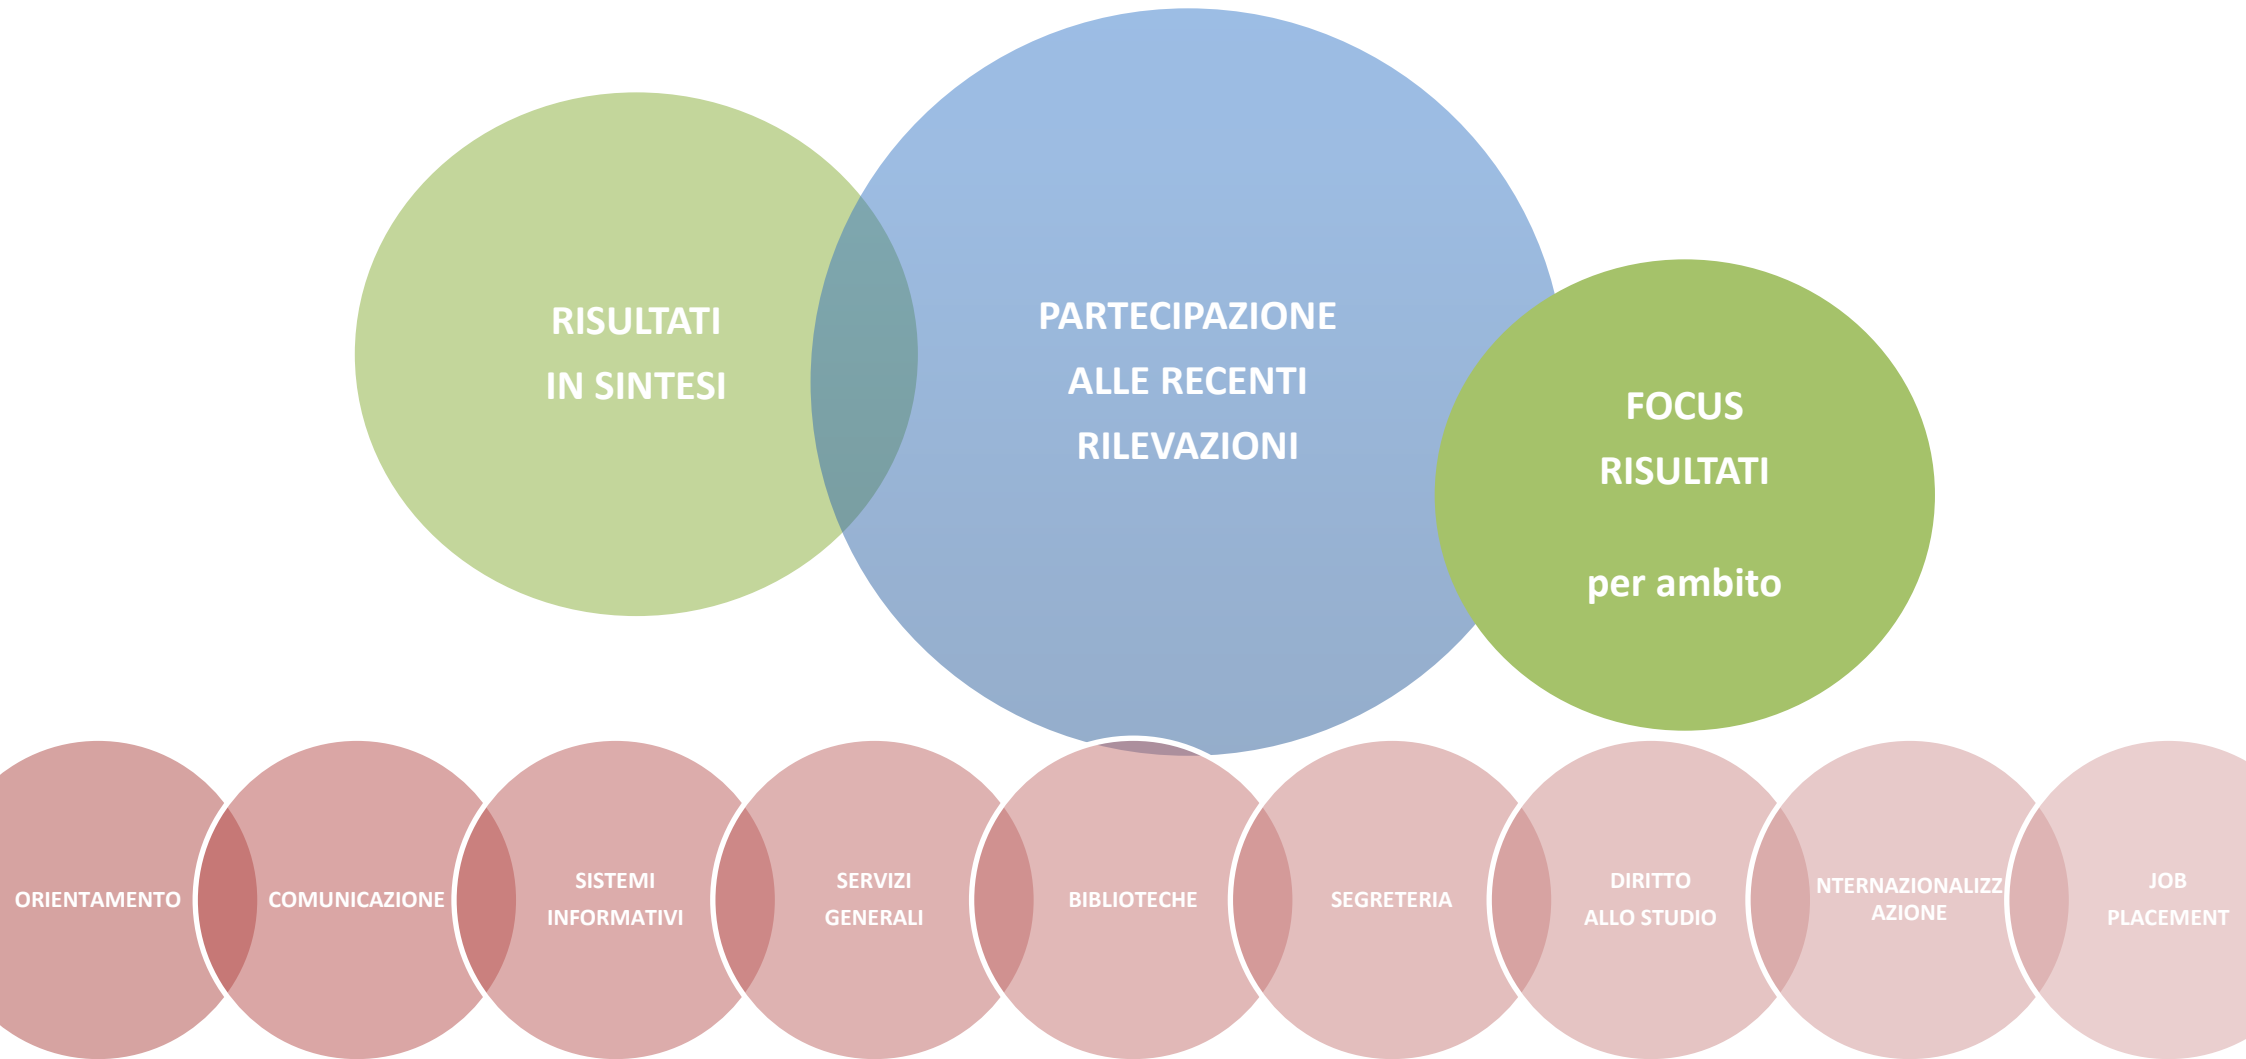 RISULTATI
IN SINTESI
PARTECIPAZIONE
ALLE RECENTI
RILEVAZIONI
FOCUS
RISULTATI
per ambito
ORIENTAMENTO
COMUNICAZIONE
SISTEMI
INFORMATIVI
SERVIZI
GENERALI
BIBLIOTECHE
SEGRETERIA
DIRITTO
ALLO STUDIO
NTERNAZIONALIZZ
AZIONE
JOB
PLACEMENT